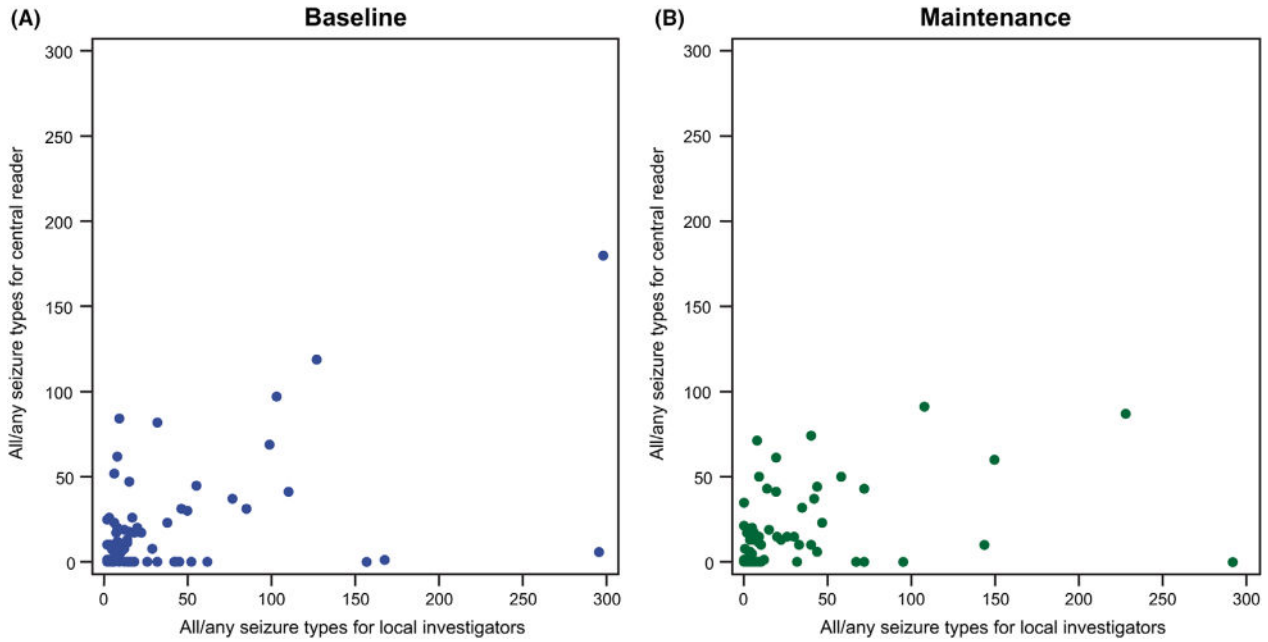 (A) Baseline
300
250
200
150
100
50
0
All/any seizure types for central reader
0 50 100 150 200 250 300
All/any seizure types for local investigators
(B) Maintenance
300
250
200
150
100
50
0
All/any seizure types for central reader
0 50 100 150 200 250 300
All/any seizure types for local investigators